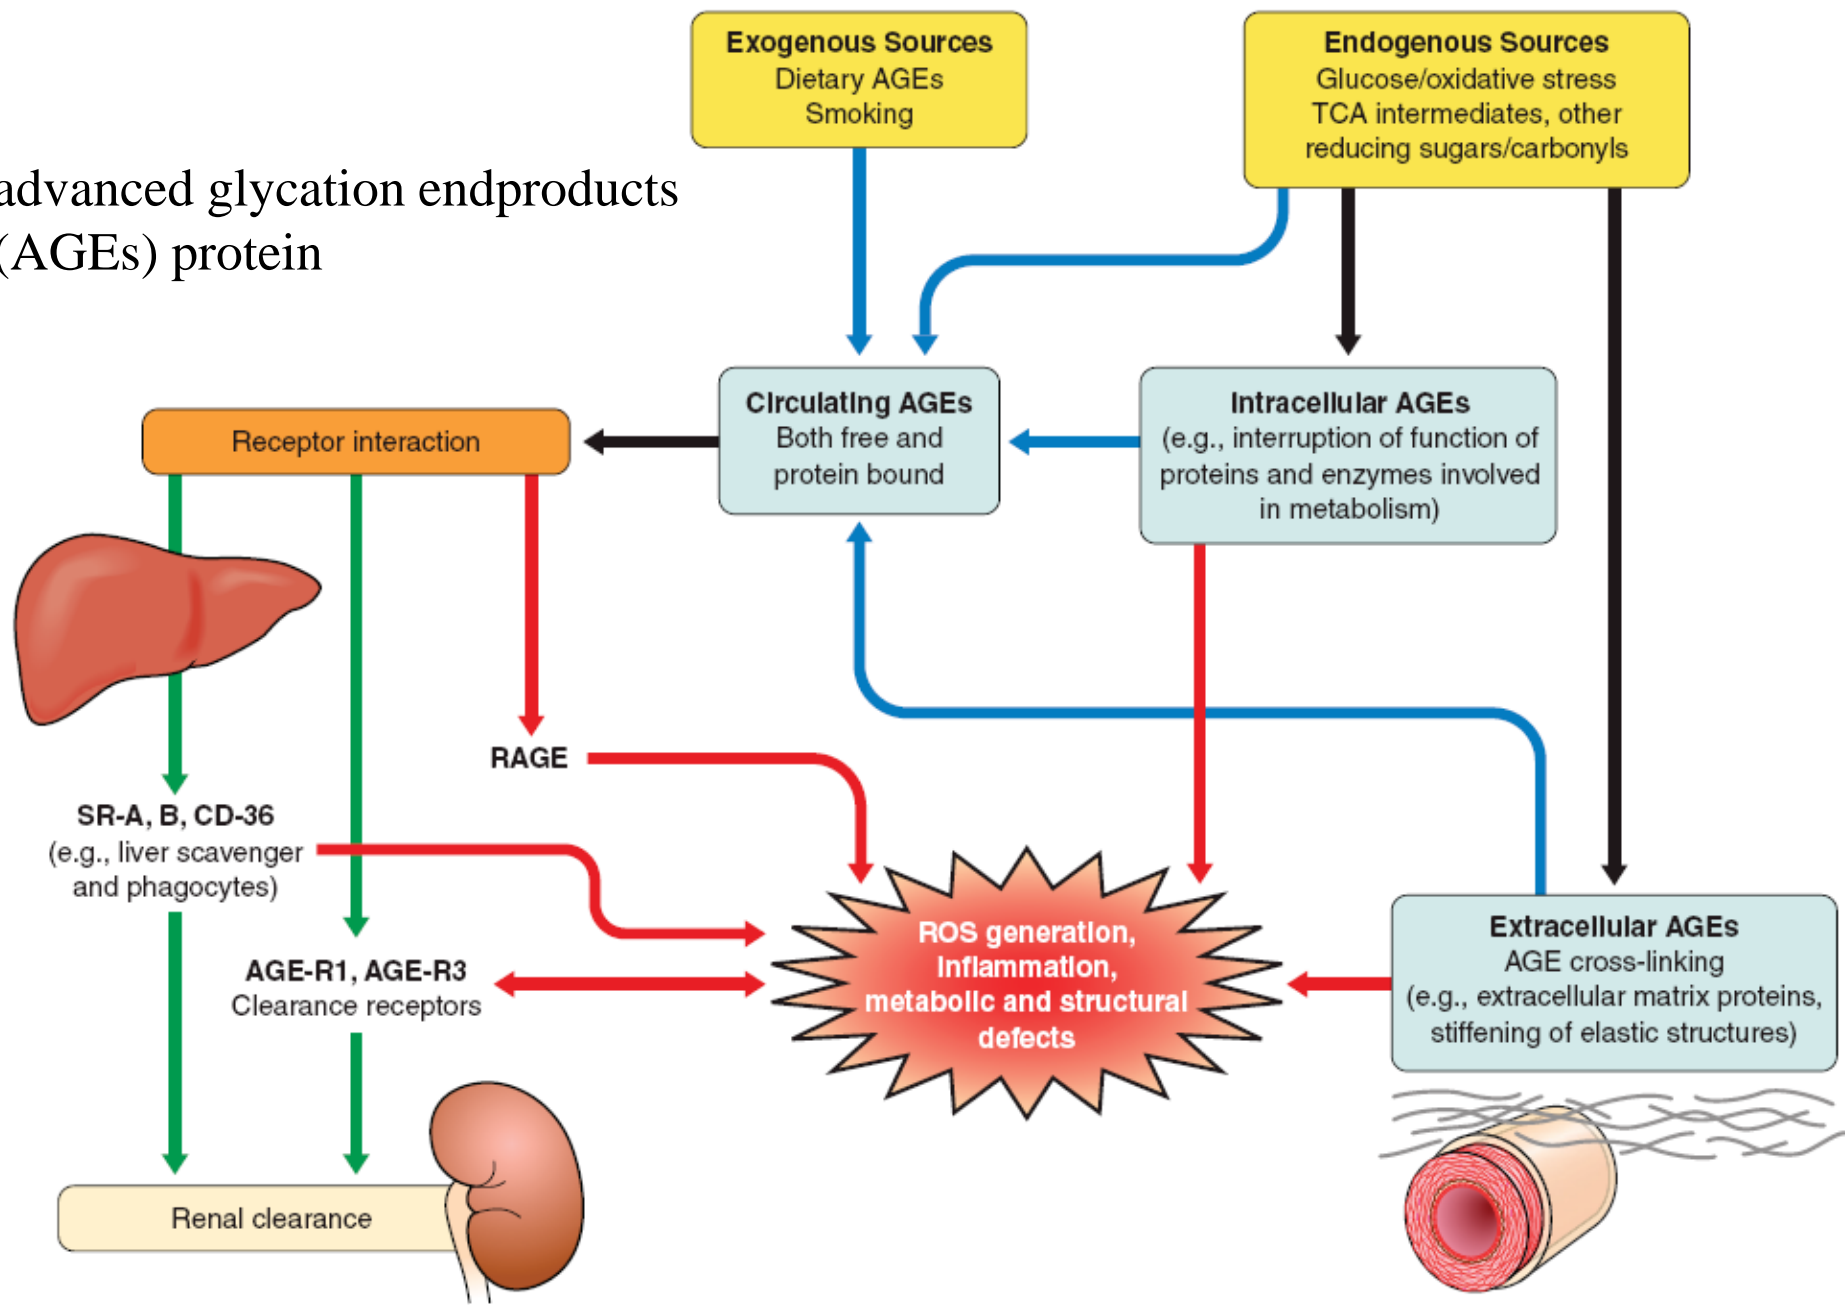 Exogenous Sources
Dietary AGEs
Smoking
Endogenous Sources
Glucose/oxidative stress
TCA intermediates, other
reducing sugars/carbonyls
advanced glycation endproducts
(AGEs) protein
Receptor interaction
Circulating AGEs
Both free and
protein bound
Intracellular AGEs
(e.g., interruption of function of
proteins and enzymes involved
in metabolism)
RAGE
SR-A, B, CD-36
(e.g., liver scavenger
and phagocytes)
AGE-R1, AGE-R3
Clearance receptors
ROS generation,
inflammation,
metabolic and structural
defects
Extracellular AGEs
AGE cross-linking
(e.g., extracellular matrix proteins,
stiffening of elastic structures)
Renal clearance